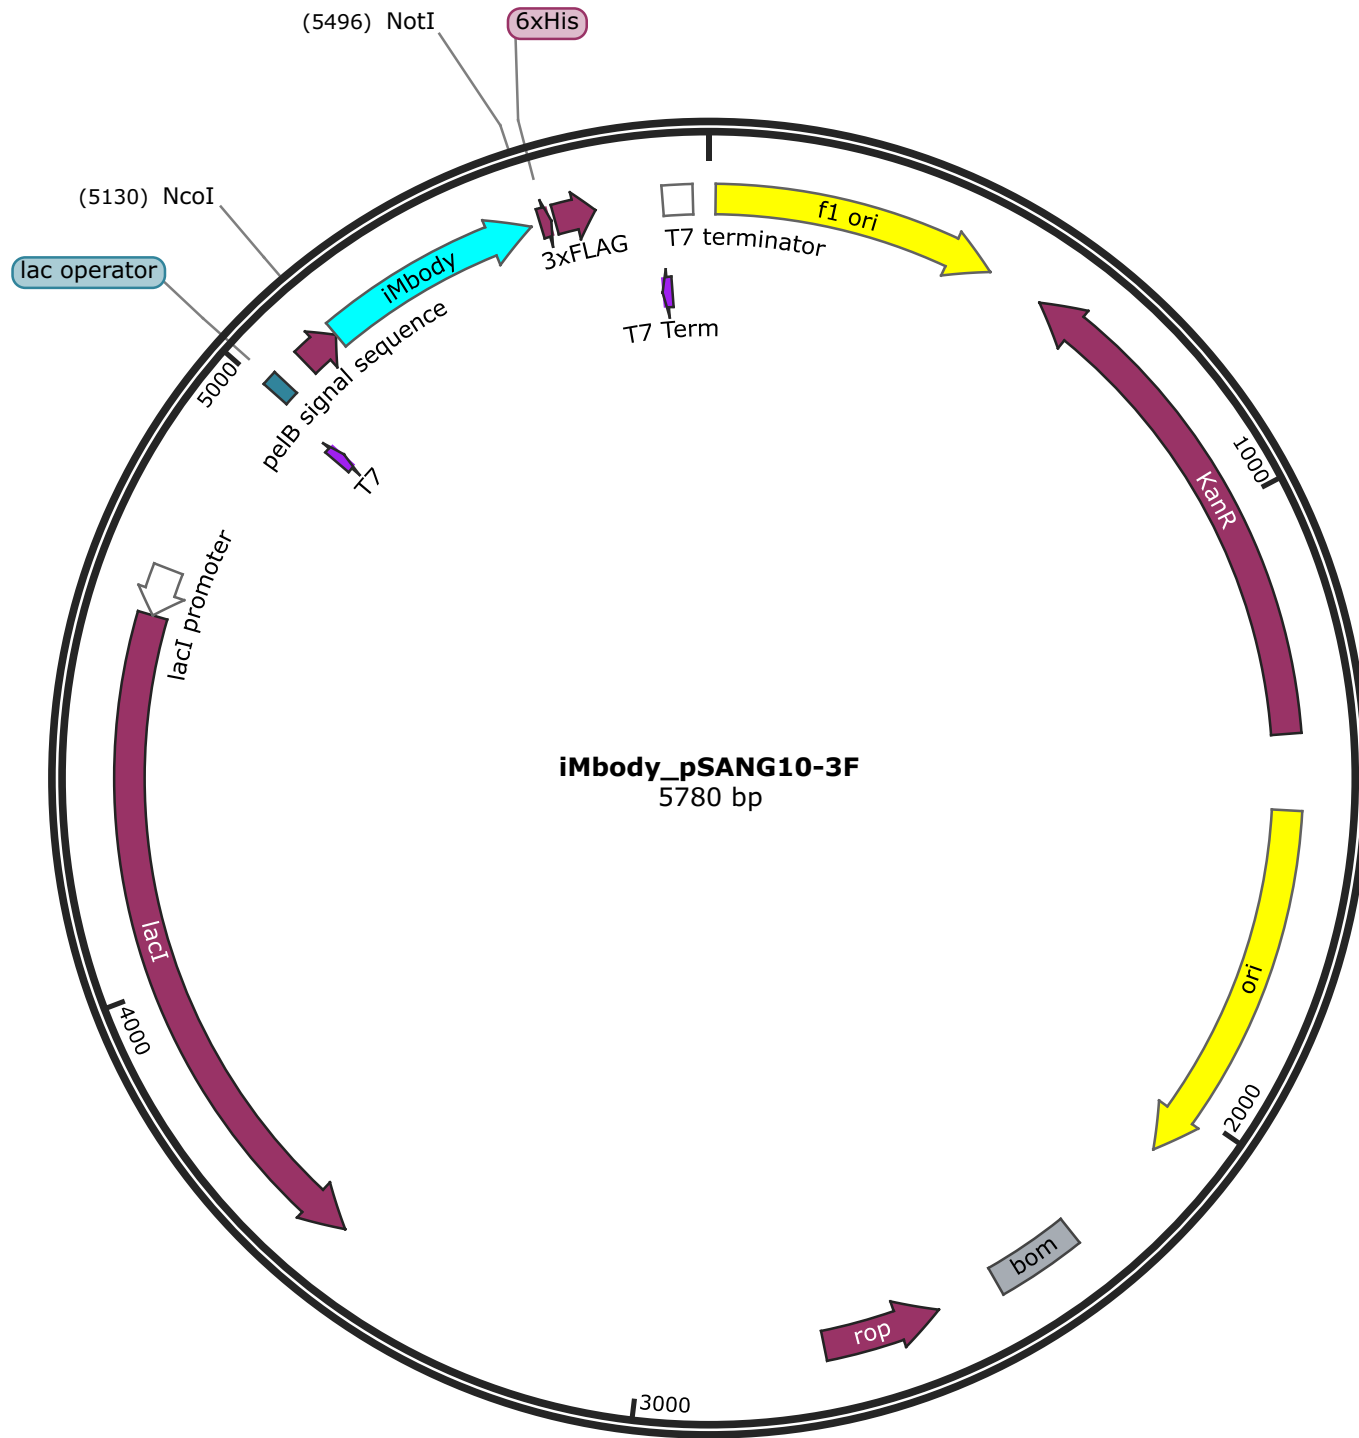 (5496) NotI
6xHis
(5130) NcoI
lac operator
5000
iMbody
pelB signal sequence
3xFLAG
T7 terminator
T7 Term
f1 ori
T7
KanR
1000
lacI promoter
iMbody_pSANG10-3F
5780 bp
lacI
ori
4000
2000
bom
rop
3000